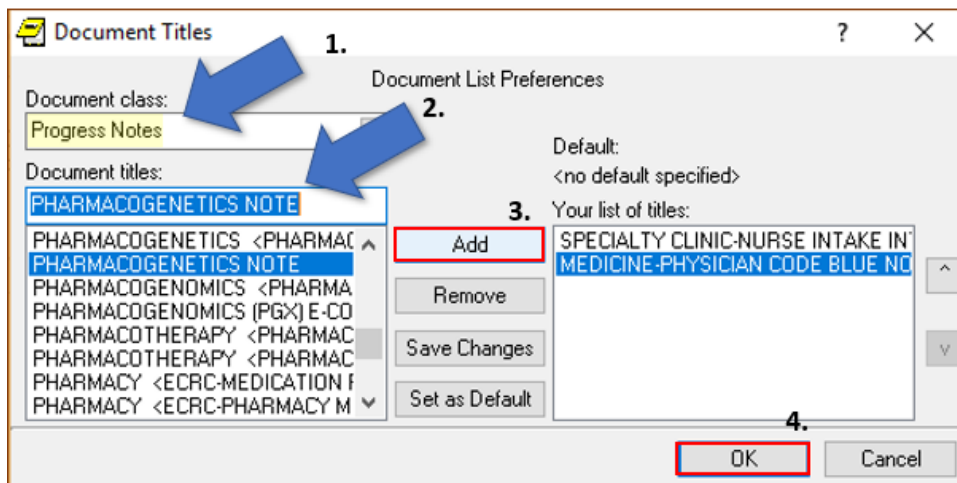 Document Titles
?
1.
Document List Preferences
Document class:
2.
Progress Notes
Default:
Document titles:
<no default specified>
PHARMACOGENETICS NOTE
3.
Your list of titles:
PHARMACOGENETICS <PHARMAC
Add
SPECIALTY CLINIC-NURSE INTAKE IN
PHARMACOGENETICS NOTE
MEDICINE-PHYSICIAN CODE BLUE NO
PHARMACOGENOMICS <PHARMA
Remove
PHARMACOGENOMICS (PGX) E-CO
PHARMACOTHERAPY <PHARMAC
Save Changes
PHARMACOTHERAPY <PHARMAC
PHARMACY <ECRC-MEDICATION
Set as Default
PHARMACY <ECRC-PHARMACY M
4.
OK
Cancel